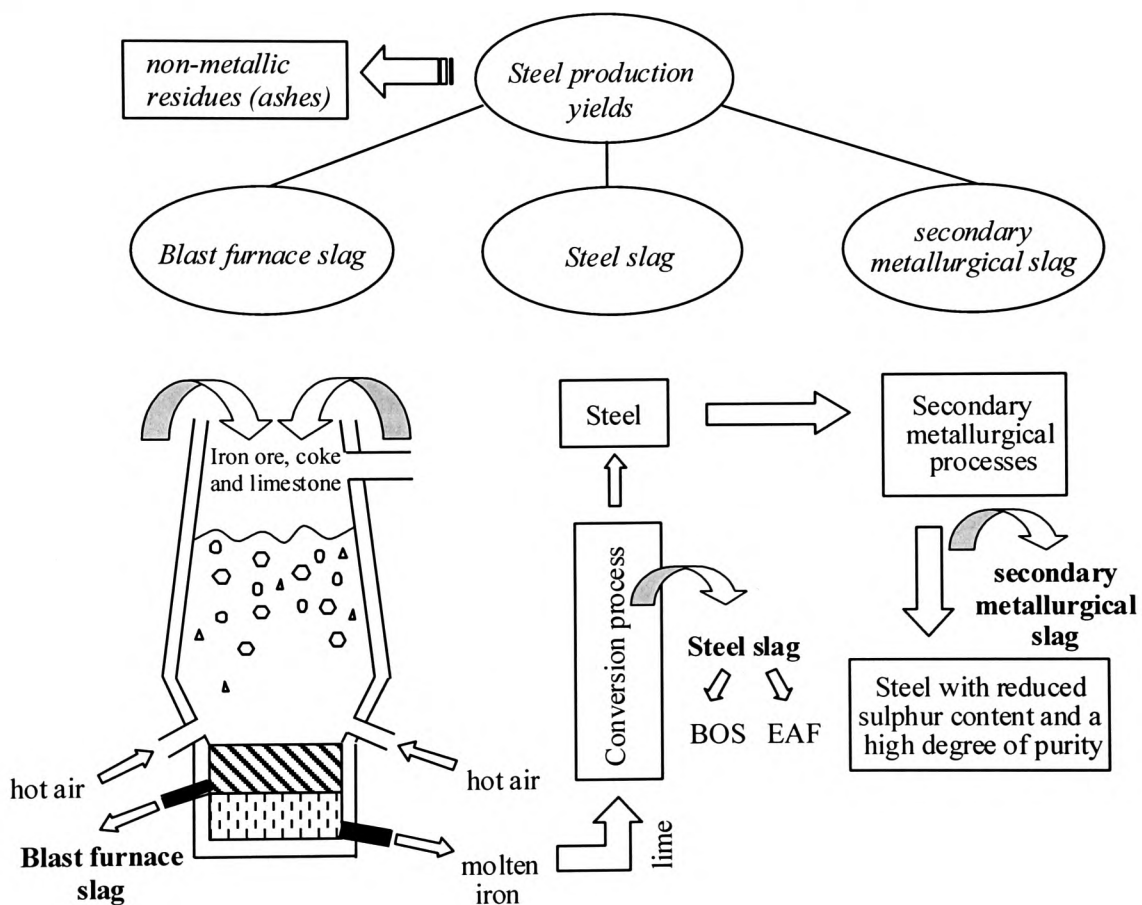 non-metallic
residues (ashes)
Steel production
yields
Blast furnace slag
Steel slag
secondary
metallurgical slag
Iron ore, coke
and limestone
hot air
hot air
Blast furnace
slag
molten
iron
lime
Conversion process
Steel
Steel slag
BOS EAF
Secondary
metallurgical
processes
secondary
metallurgical
slag
Steel with reduced
sulphur content and a
high degree of purity